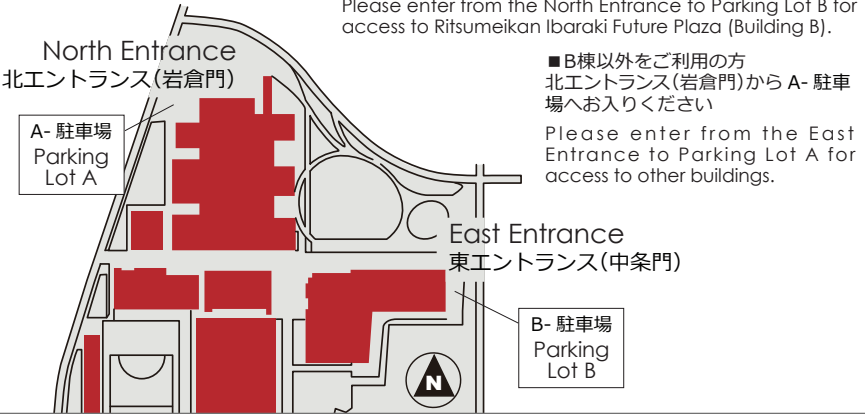 Please enter from the North Entrance to Parking Lot B for
access to Ritsumeikan Ibaraki Future Plaza (Building B).
■B棟以外をご利用の方
北エントランス(岩倉門)から A- 駐車
場へお入りください
Please enter from the East
Entrance to Parking Lot A for
access to other buildings.
North Entrance
北エントランス(岩倉門)
A- 駐車場
Parking
Lot A
East Entrance
東エントランス(中条門)
B- 駐車場
Parking
Lot B
N